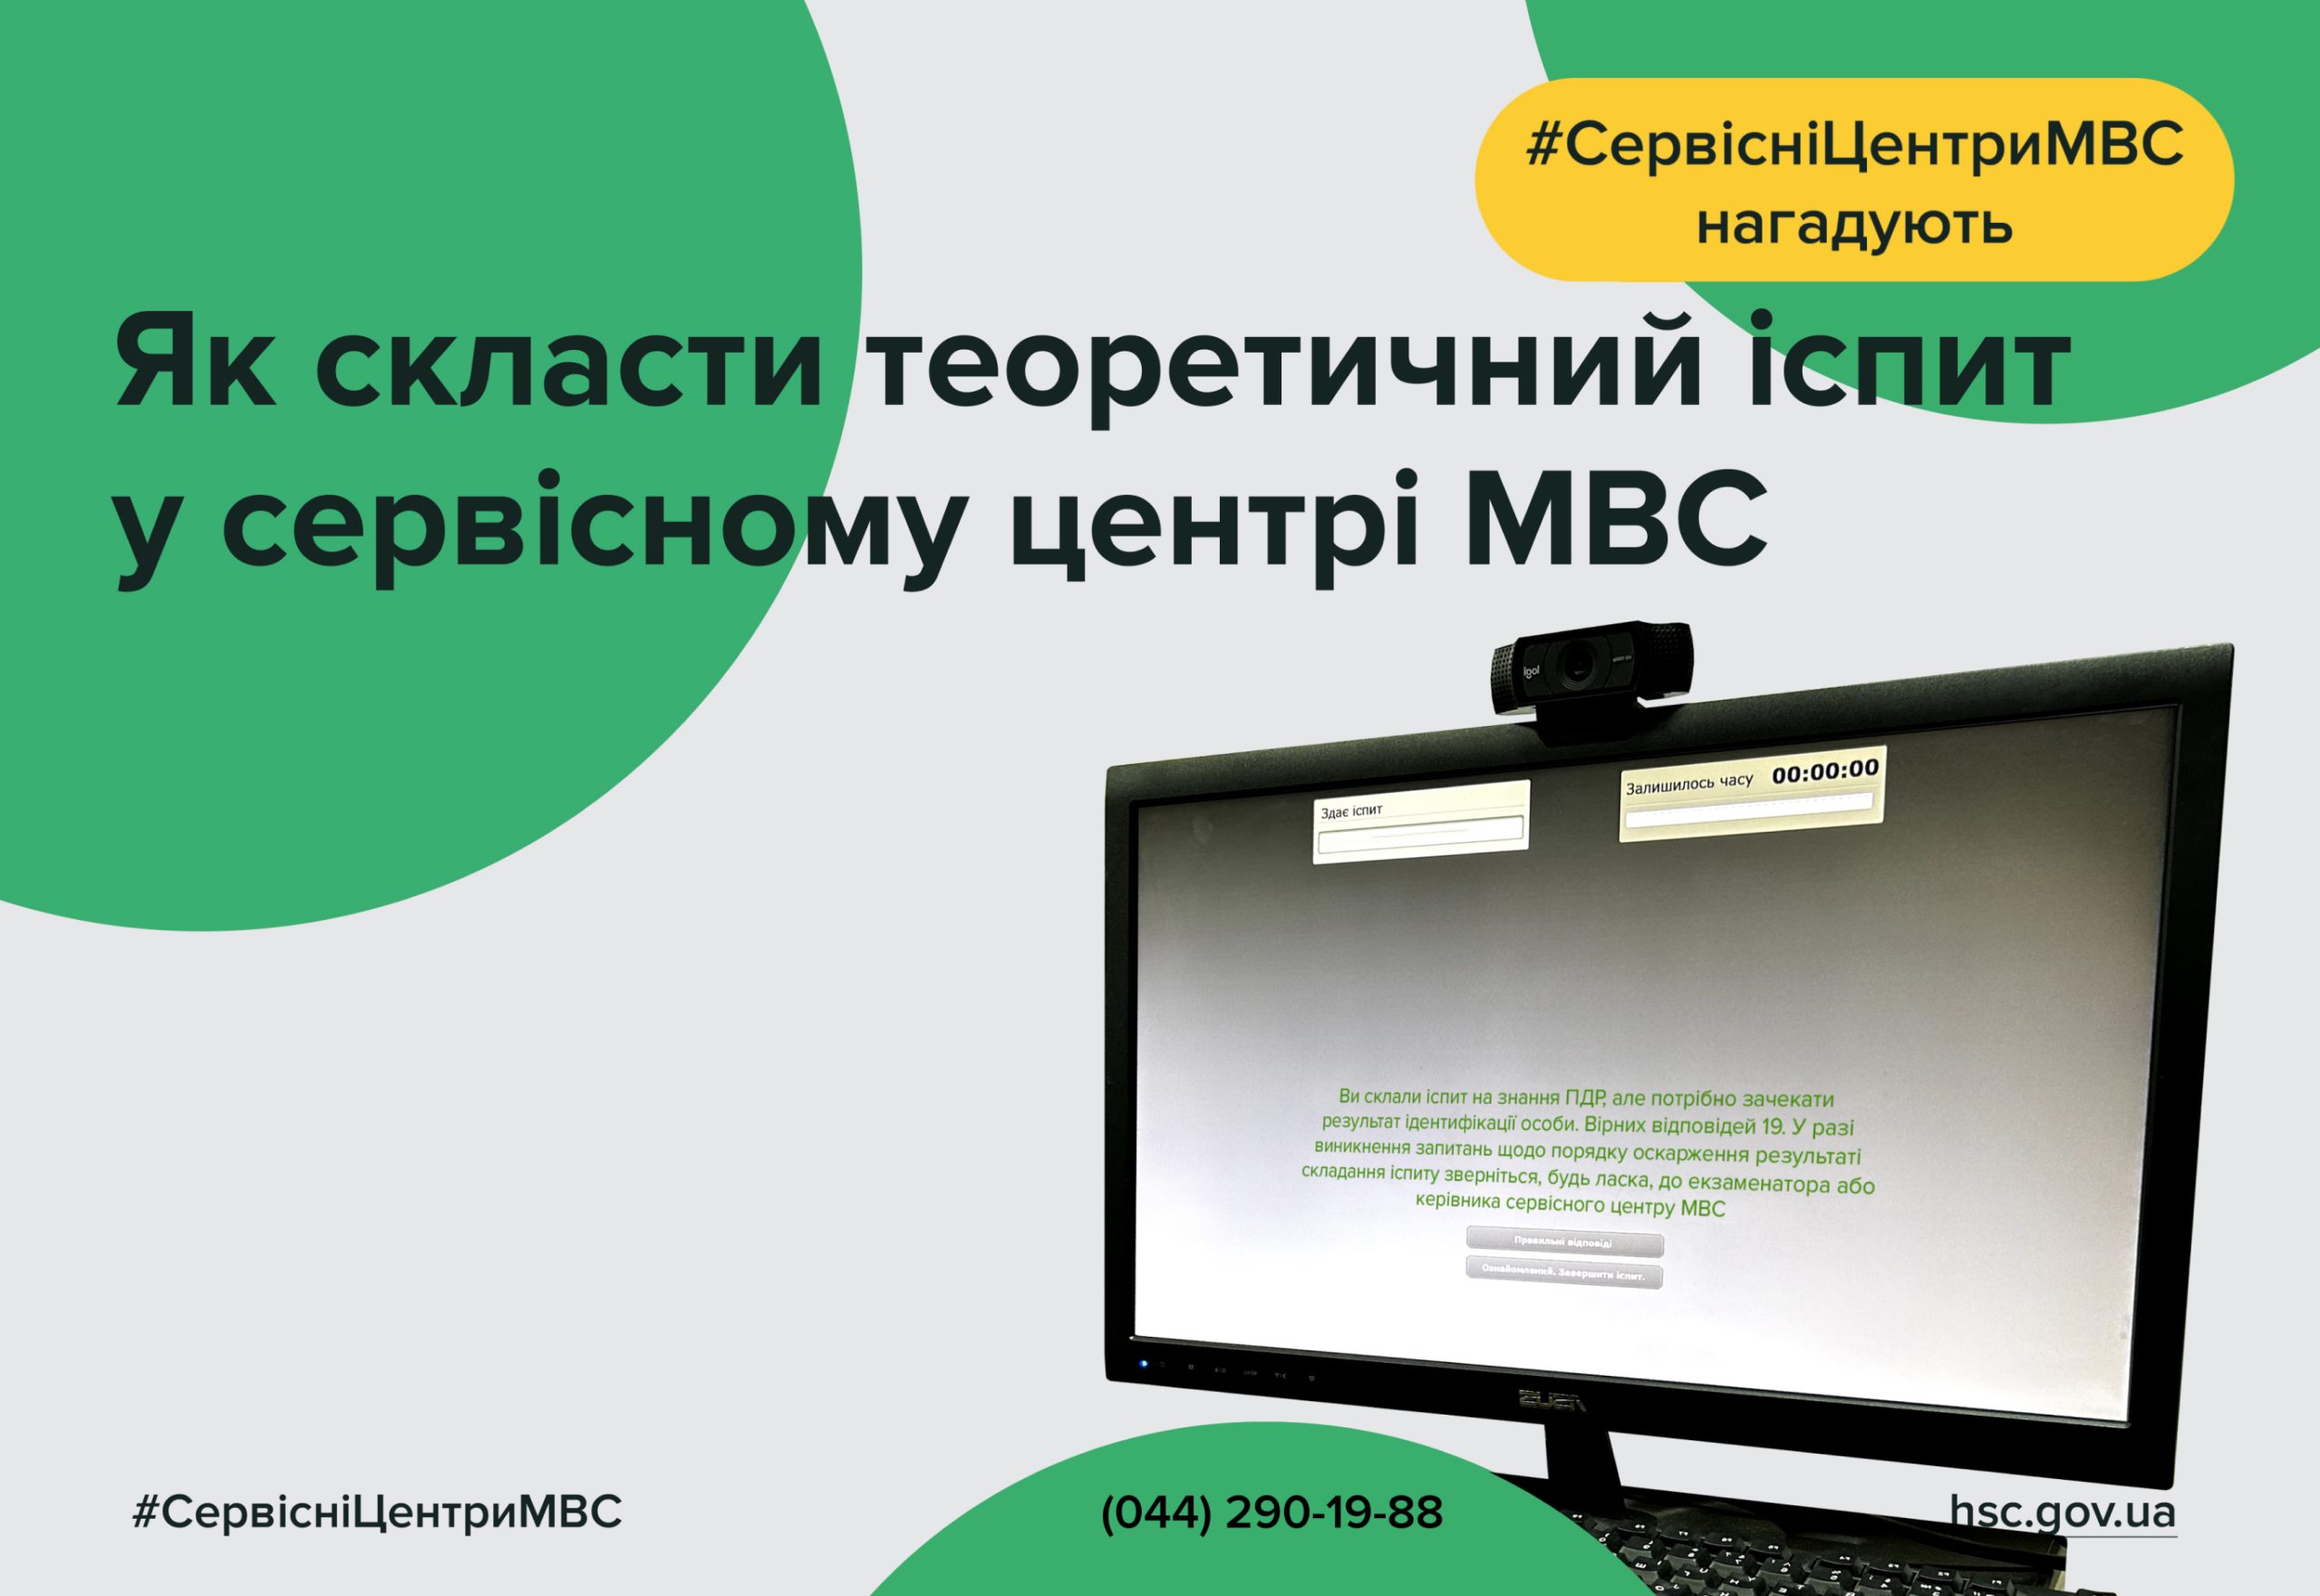 #СервісніЦентриМВС
нагадують
Як скласти теоретичний іспит
у сервісному центрі МВС
Здає іспит
Залишилось часу 00:00:00
Ви склали іспит на знання ПДР, але потрібно зачекати
результат ідентифікації особи. Вірних відповідей 19. У разі
виникнення запитань щодо порядку оскарження результаті
складання іспиту зверніться, будь ласка, до екзаменатора або
керівника сервісного центру МВС
Правильні відповіді
Ознайомлений. Завершити іспит.
#СервісніЦентриМВС
(044) 290-19-88
hsc.gov.ua